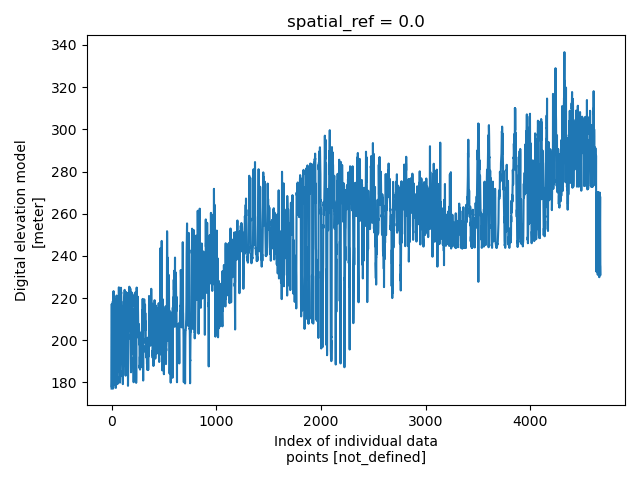 spatial_ref = 0.0
Digital elevation model
[meter]
340
320
300
280
260
240
220
200
180
0
1000
2000
3000
4000
Index of individual data
points [not_defined]